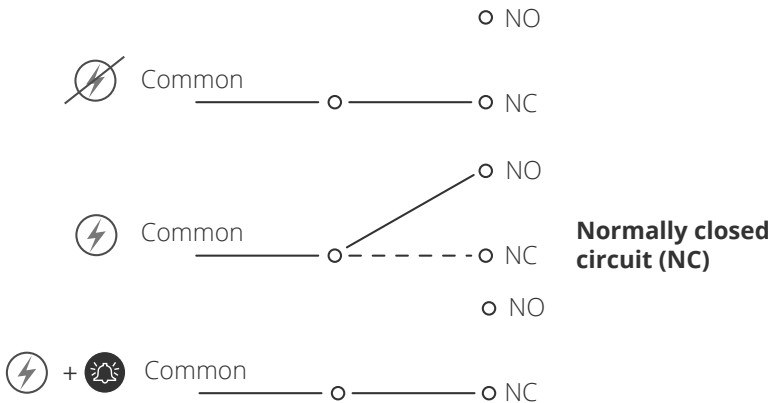 NO
Common
NC
NO
Common
NC
Normally closed
circuit (NC)
NO
+
Common
NC